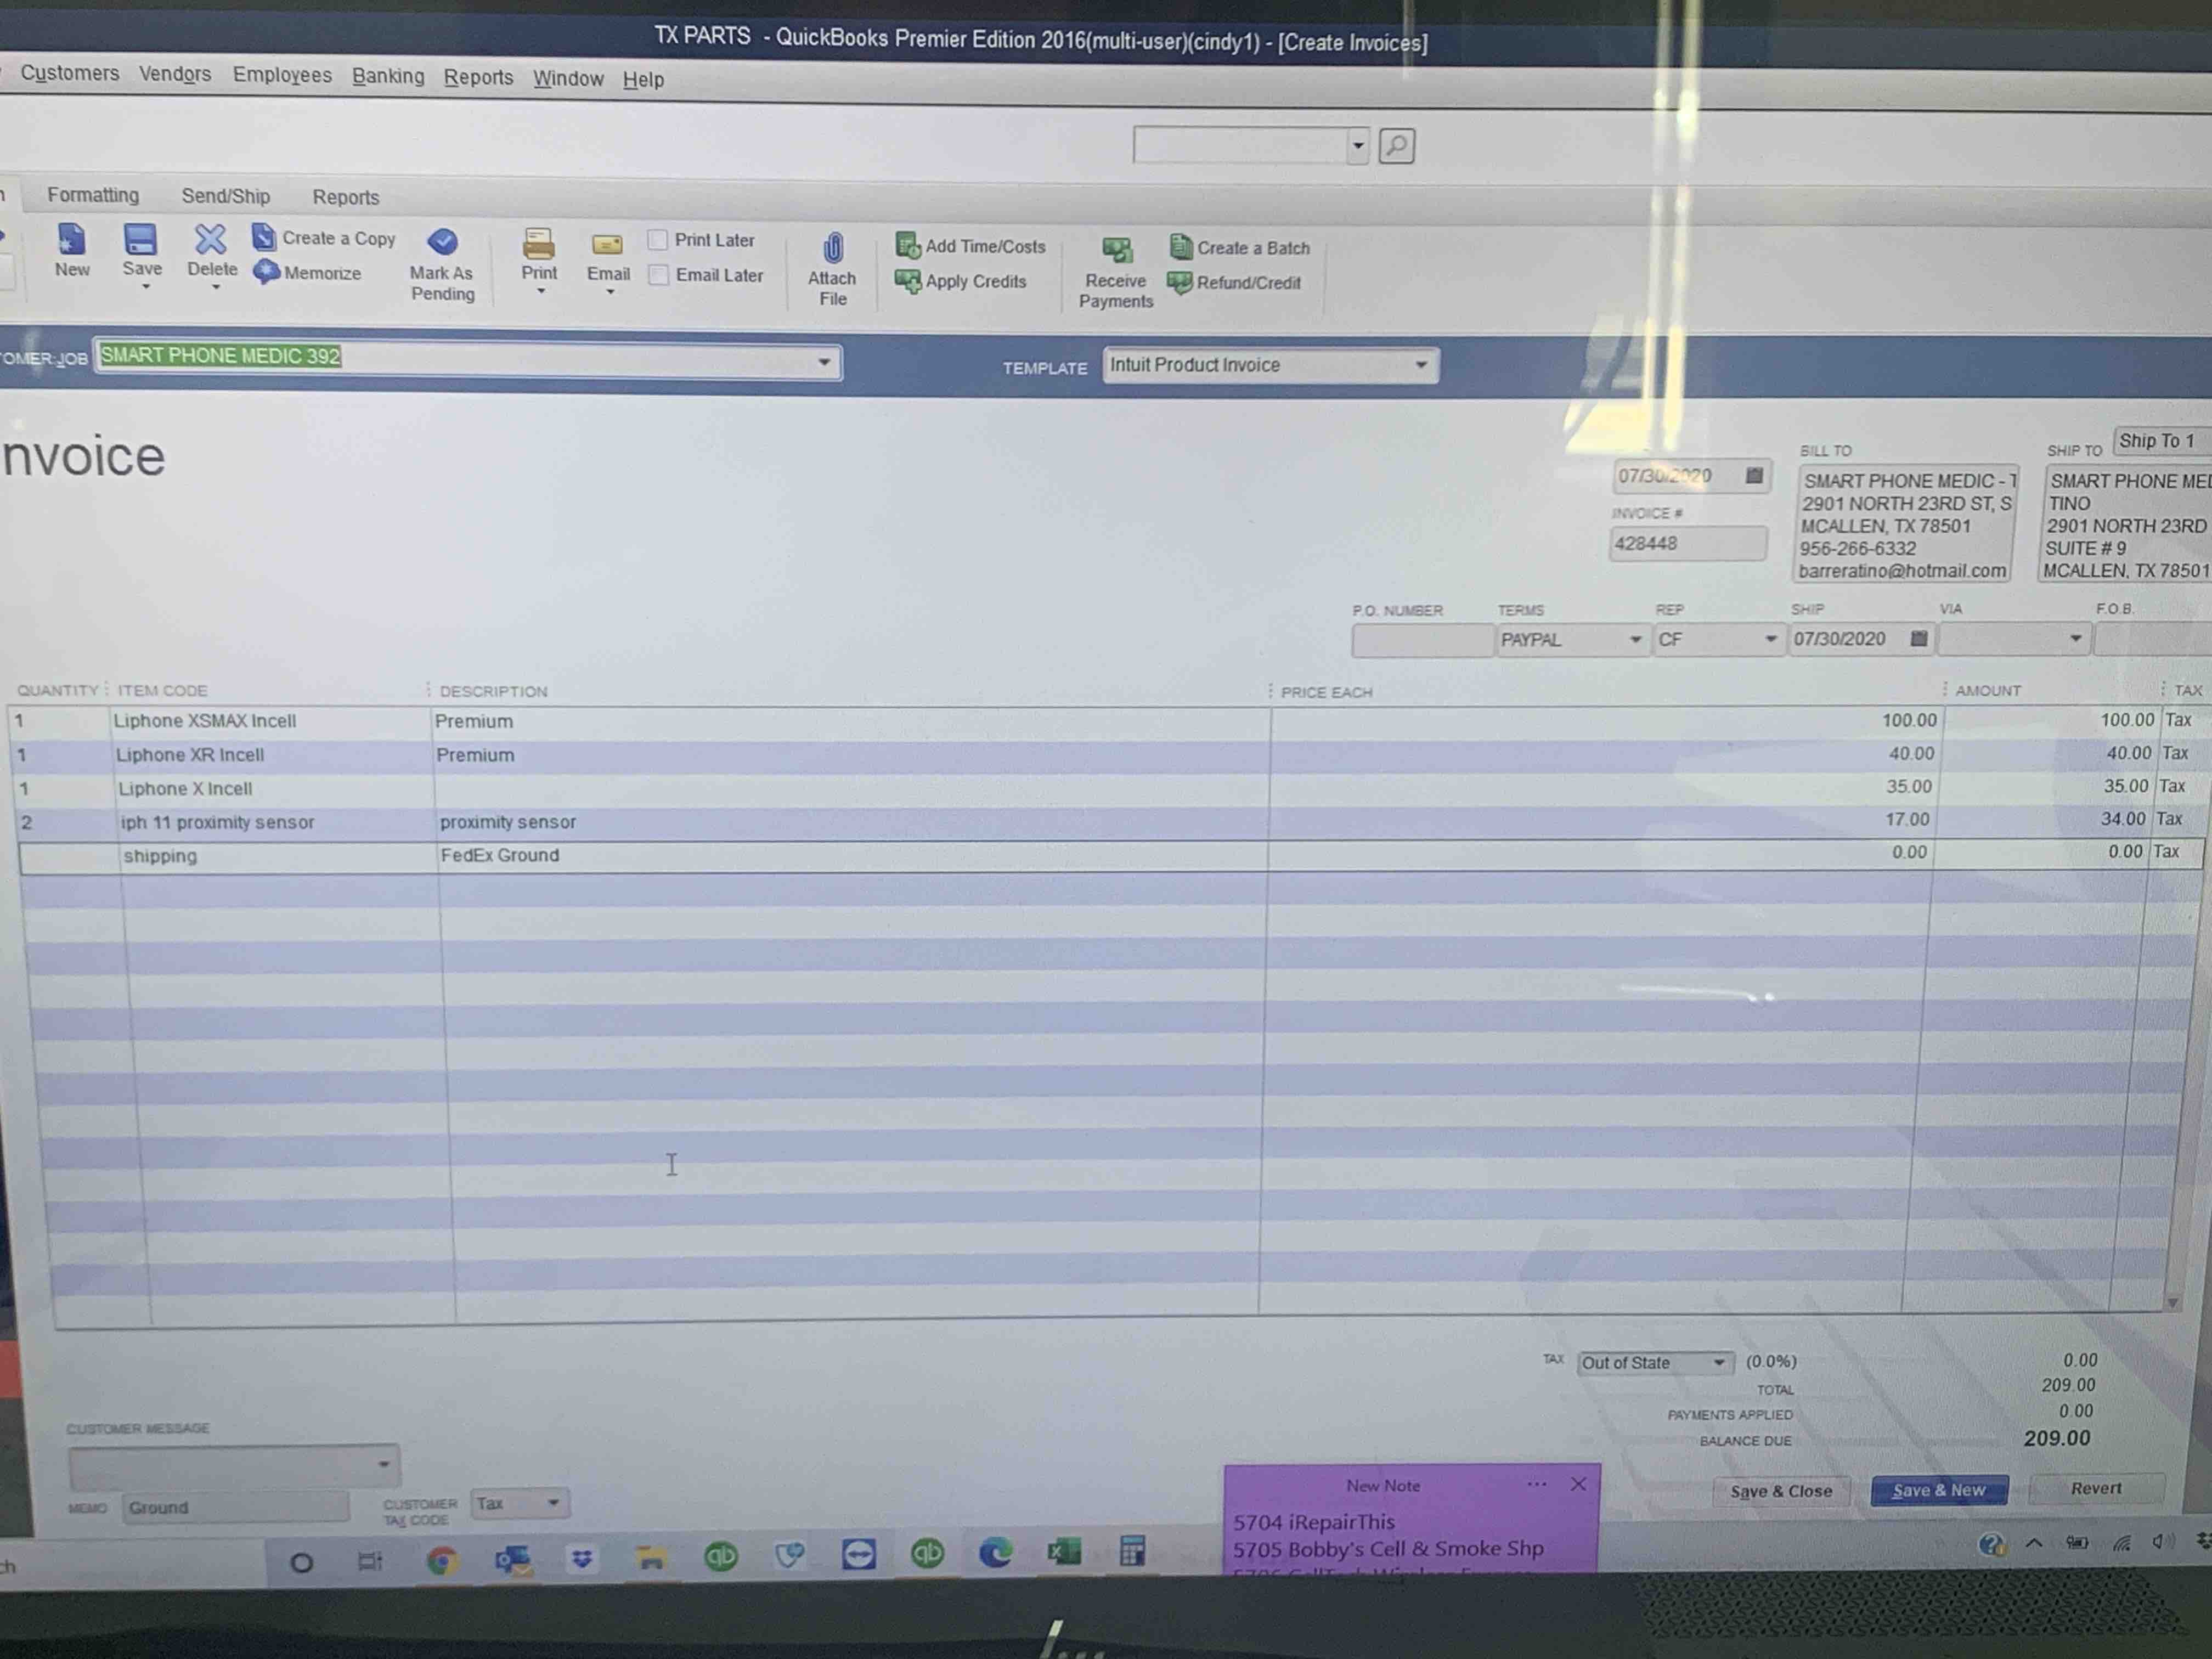 TX PARTS - QuickBooks Premier Edition 2016(multi-user)(cindy1) - [Create Invoices]
Customers Vendors Employees Banking Reports Window Help
Formatting Send/Ship Reports
New Save Delete Create a Copy Memorize Mark As Pending Print Email Print Later Email Later Attach File Add Time/Costs Apply Credits Receive Payments Create a Batch Refund/Credit
OMER:JOB SMART PHONE MEDIC 392 TEMPLATE Intuit Product Invoice
nvoice
07/30/2020
INVOICE #
428448
BILL TO
SMART PHONE MEDIC - T
2901 NORTH 23RD ST, S
MCALLEN, TX 78501
956-266-6332
barreratino@hotmail.com
SHIP TO Ship To 1
SMART PHONE MED
TINO
2901 NORTH 23RD
SUITE # 9
MCALLEN, TX 78501
P.O. NUMBER TERMS REP SHIP VIA F.O.B.
PAYPAL CF 07/30/2020
QUANTITY ITEM CODE DESCRIPTION PRICE EACH AMOUNT TAX
1 Liphone XSMAX Incell Premium 100.00 100.00 Tax
1 Liphone XR Incell Premium 40.00 40.00 Tax
1 Liphone X Incell 35.00 35.00 Tax
2 iph 11 proximity sensor proximity sensor 17.00 34.00 Tax
shipping FedEx Ground 0.00 0.00 Tax
TAX Out of State (0.0%) 0.00
TOTAL 209.00
PAYMENTS APPLIED 0.00
BALANCE DUE 209.00
CUSTOMER MESSAGE
MEMO Ground CUSTOMER TAX CODE Tax
Save & Close Save & New Revert
New Note
5704 iRepairThis
5705 Bobby's Cell & Smoke Shp
ch